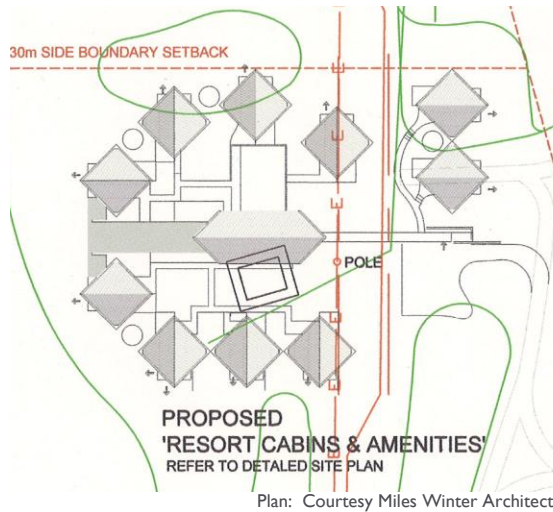 30m SIDE BOUNDARY SETBACK
E
E
E
POLE
E
E
E
PROPOSED
'RESORT CABINS & AMENITIES'
REFER TO DETALED SITE PLAN
Plan: Courtesy Miles Winter Architect